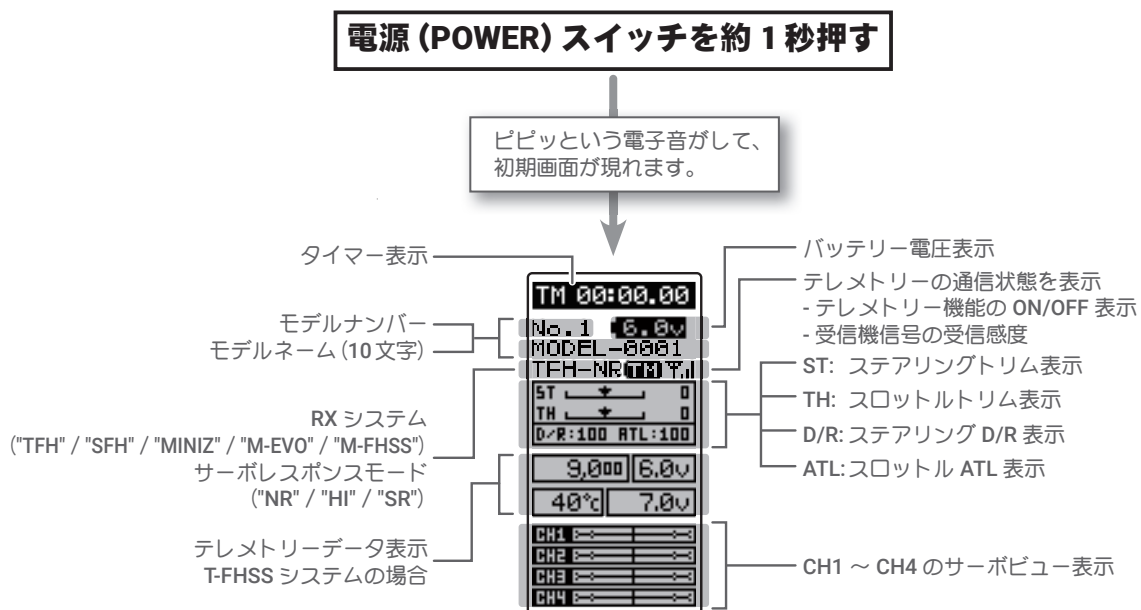 電源（POWER）スイッチを約 1 秒押す
ピピッという電子音がして、
初期画面が現れます。
タイマー表示
モデルナンバー
モデルネーム（10 文字）
RX システム
("TFH" / "SFH" / "MINIZ" / "M-EVO" / "M-FHSS")
サーボレスポンスモード
("NR" / "HI" / "SR")
テレメトリーデータ表示
T-FHSS システムの場合
TM 00:00.00
No.1 6.0v
MODEL-0001
TFH-NR TM
ST 0
TH 0
D/R:100 ATL:100
9,000 6.0v
40℃ 7.0v
CH1
CH2
CH3
CH4
バッテリー電圧表示
テレメトリーの通信状態を表示
- テレメトリー機能の ON/OFF 表示
- 受信機信号の受信感度
ST: ステアリングトリム表示
TH: スロットルトリム表示
D/R: ステアリング D/R 表示
ATL: スロットル ATL 表示
CH1 ～ CH4 のサーボビュー表示